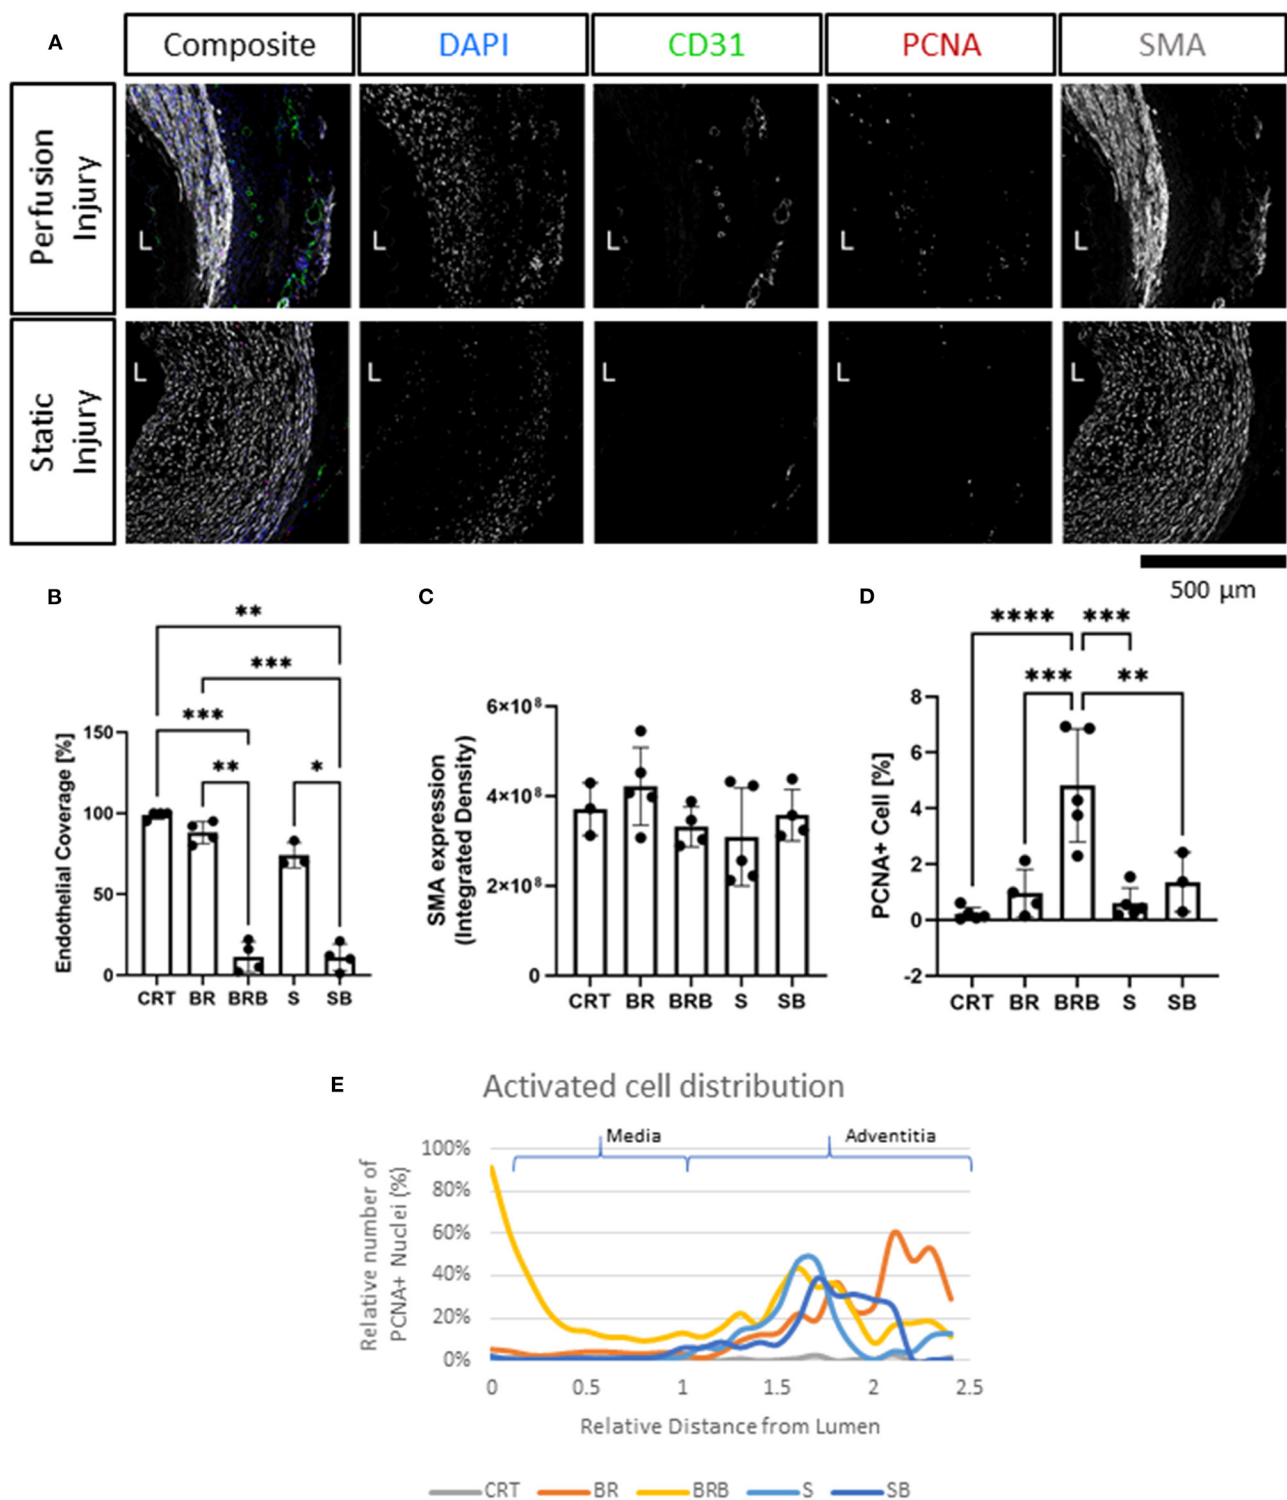 A
Composite
DAPI
CD31
PCNA
SMA
Perfusion
Injury
L
L
L
L
L
Static
Injury
L
L
L
L
L
500 µm
B
**
***
***
**
*
Endothelial Coverage [%]
150
100
50
0
CRT BR BRB S SB
C
SMA expression
(Integrated Density)
6×10⁸
4×10⁸
2×10⁸
0
CRT BR BRB S SB
D
**** ***
*** **
PCNA+ Cell [%]
8
6
4
2
0
-2
CRT BR BRB S SB
E
Activated cell distribution
Media
Adventitia
Relative number of
PCNA+ Nuclei (%)
100%
80%
60%
40%
20%
0%
0 0.5 1 1.5 2 2.5
Relative Distance from Lumen
CRT BR BRB S SB